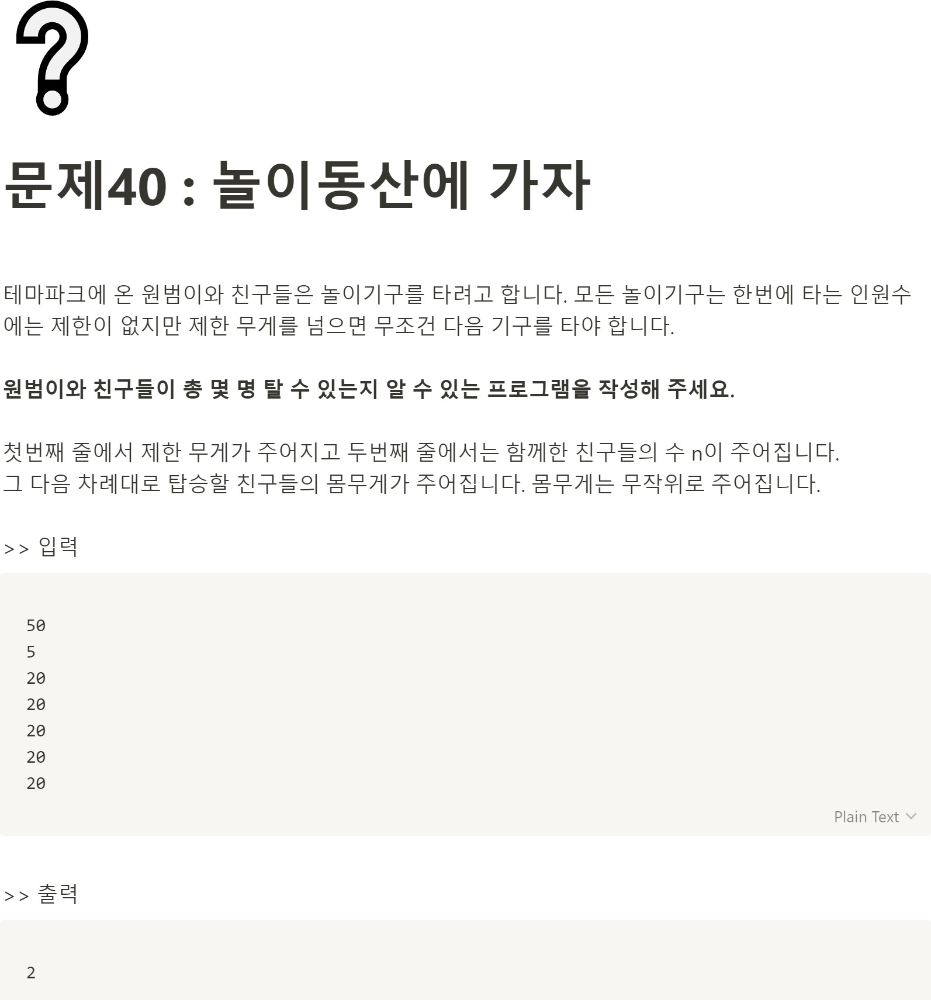 문제40 : 놀이동산에 가자
테마파크에 온 원범이와 친구들은 놀이기구를 타려고 합니다. 모든 놀이기구는 한번에 타는 인원수
에는 제한이 없지만 제한 무게를 넘으면 무조건 다음 기구를 타야 합니다.
원범이와 친구들이 총 몇 명 탈 수 있는지 알 수 있는 프로그램을 작성해 주세요.
첫번째 줄에서 제한 무게가 주어지고 두번째 줄에서는 함께한 친구들의 수 n이 주어집니다.
그 다음 차례대로 탑승할 친구들의 몸무게가 주어집니다. 몸무게는 무작위로 주어집니다.
>> 입력
50
5
20
20
20
20
20
Plain Text
>> 출력
2